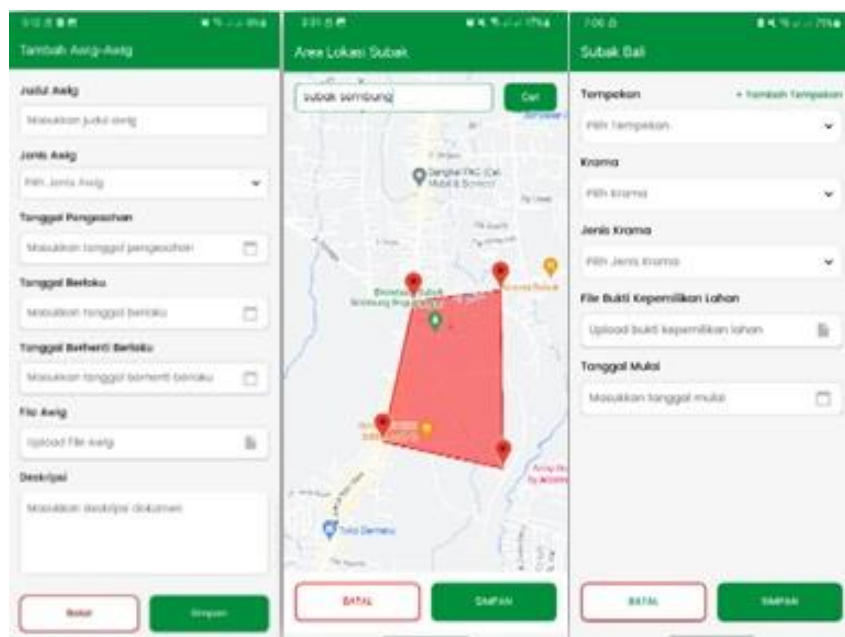 Tambah Awig-Awig
Judul Awig
Masukkan judul awig
Jenis Awig
Pilih Jenis Awig
Tanggal Pengesahan
Masukkan tanggal pengesahan
Tanggal Berlaku
Masukkan tanggal berlaku
Tanggal Berhenti Berlaku
Masukkan tanggal berhenti berlaku
File Awig
Upload File Awig
Deskripsi
Masukkan deskripsi dokumen
Batal
Simpan
Area Lokasi Subak
subak sembung
Cari
BATAL
SIMPAN
Subak Bali
Tempekan
+ Tambah Tempekan
Pilih Tempekan
Krama
Pilih Krama
Jenis Krama
Pilih Jenis Krama
File Bukti Kepemilikan Lahan
Upload bukti kepemilikan lahan
Tanggal Mulai
Masukkan tanggal mulai
BATAL
SIMPAN